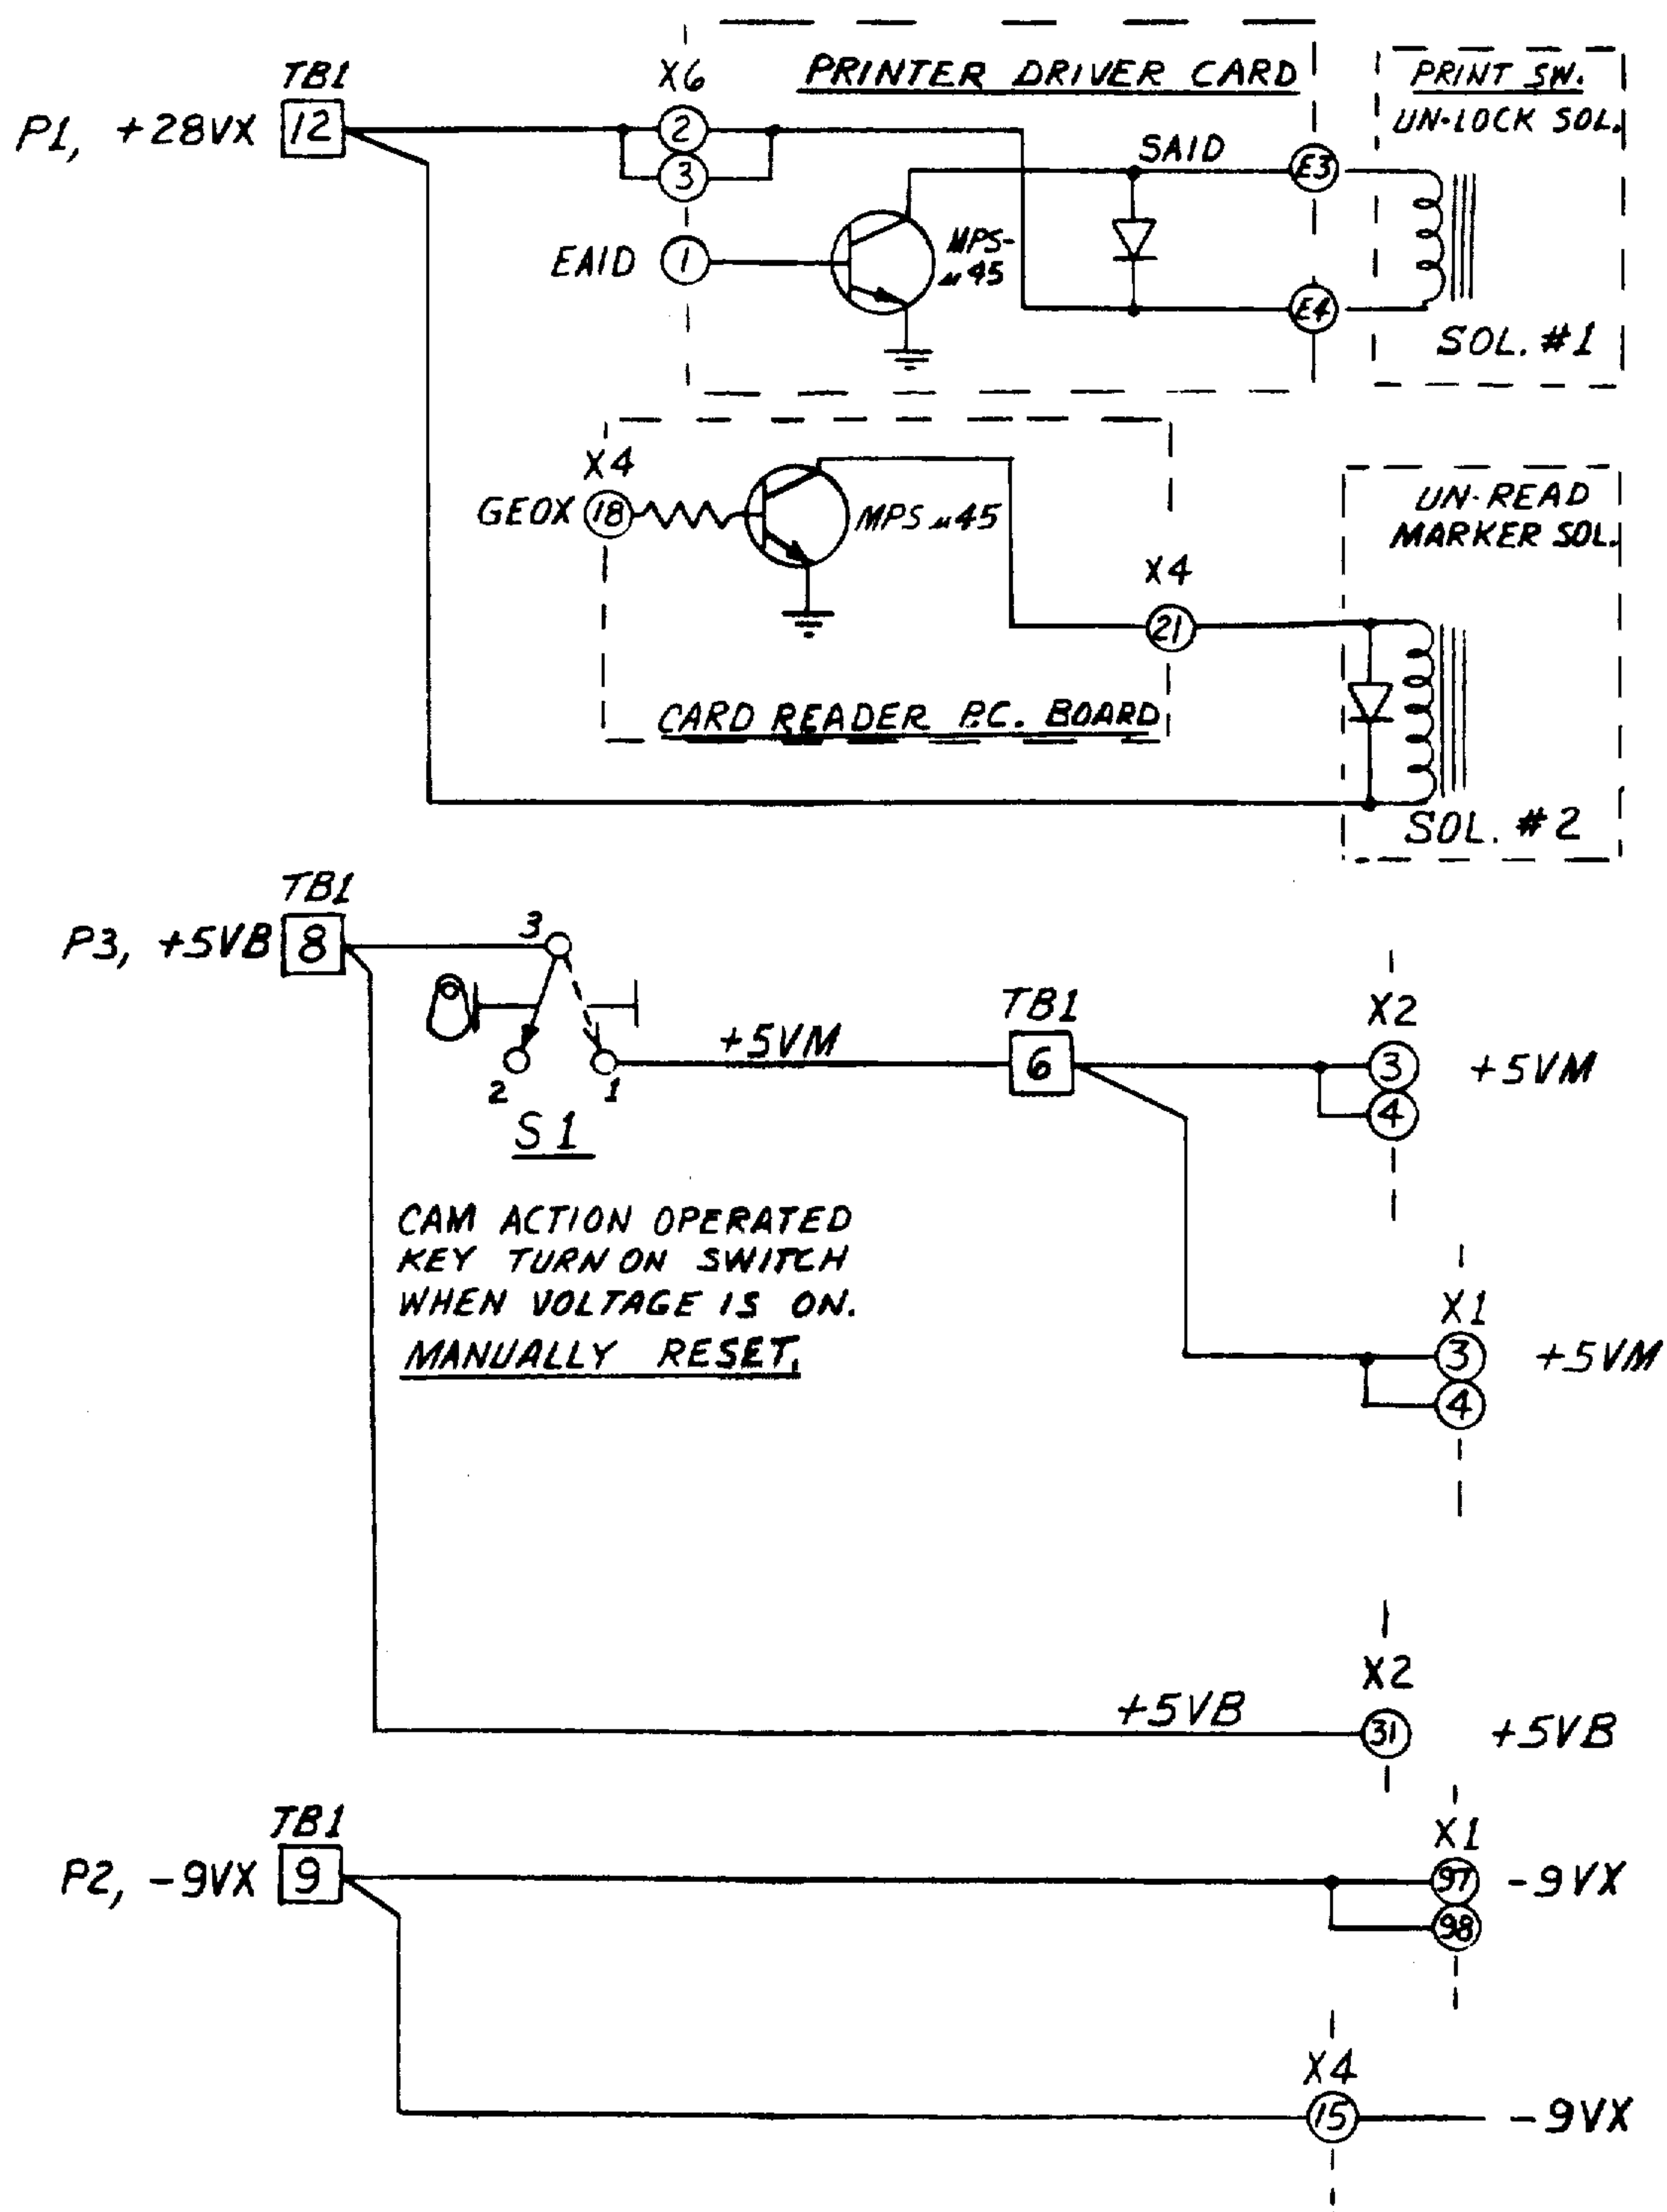 PRINTER DRIVER CARD
PRINT SW.
UN-LOCK SOL.
TB1
X6
P1, +28VX
12
2
3
SAID
E3
EAID
1
MPS-
µ45
E4
SOL. #1
X4
GEOX
18
MPS µ45
UN-READ
MARKER SOL.
X4
21
CARD READER P.C. BOARD
SOL. #2
TB1
P3, +5VB
8
3
2
1
S1
+5VM
TB1
6
X2
3
+5VM
4
CAM ACTION OPERATED
KEY TURN ON SWITCH
WHEN VOLTAGE IS ON.
MANUALLY RESET.
X1
3
+5VM
4
X2
+5VB
31
+5VB
TB1
P2, -9VX
9
X1
97
-9VX
98
X4
15
-9VX